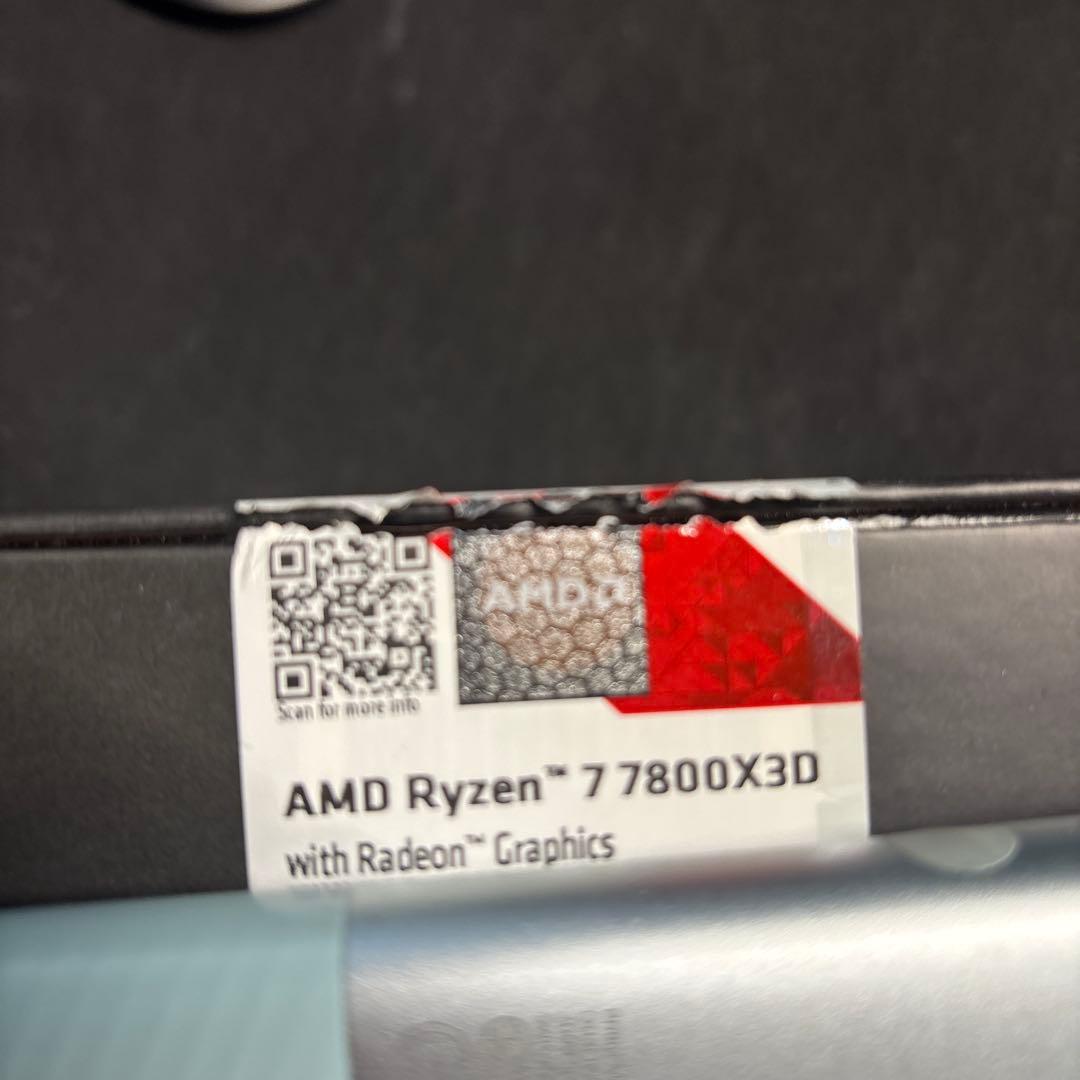 AMD
Scan for more info
AMD Ryzen™ 7 7800X3D
with Radeon™ Graphics